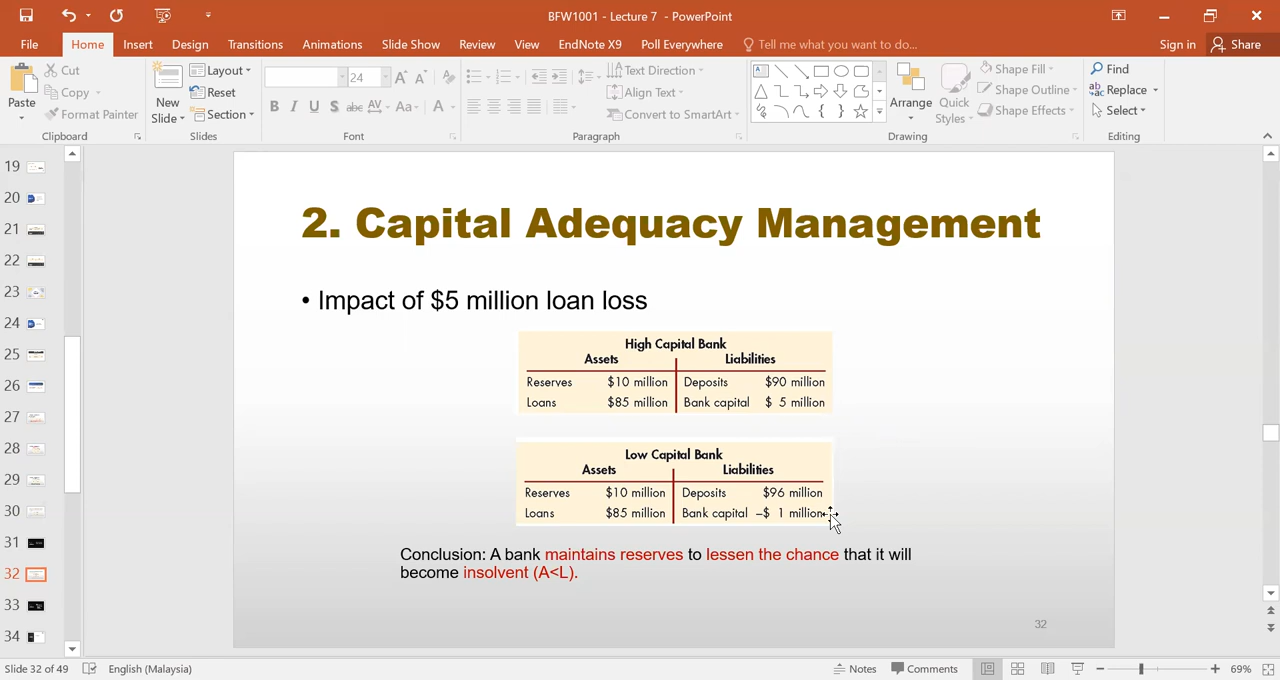 BFW1001 - Lecture 7 - PowerPoint
File Home Insert Design Transitions Animations Slide Show Review View EndNote X9 Poll Everywhere Tell me what you want to do... Sign in Share
Paste
Cut
Copy
Format Painter
Clipboard
New Slide
Layout
Reset
Section
Slides
24
Font
Text Direction
Align Text
Convert to SmartArt
Paragraph
Arrange
Quick Styles
Shape Fill
Shape Outline
Shape Effects
Drawing
Find
Replace
Select
Editing
19
20
21
22
23
24
25
26
27
28
29
30
31
32
33
34
2. Capital Adequacy Management
• Impact of $5 million loan loss
High Capital Bank
Assets Liabilities
Reserves $10 million Deposits $90 million
Loans $85 million Bank capital $ 5 million
Low Capital Bank
Assets Liabilities
Reserves $10 million Deposits $96 million
Loans $85 million Bank capital –$ 1 million
Conclusion: A bank maintains reserves to lessen the chance that it will
become insolvent (A<L).
32
Slide 32 of 49 English (Malaysia) Notes Comments 69%